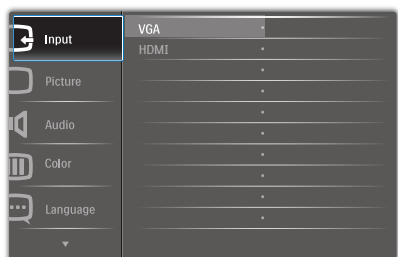 Input
VGA
HDMI
Picture
Audio
Color
Language